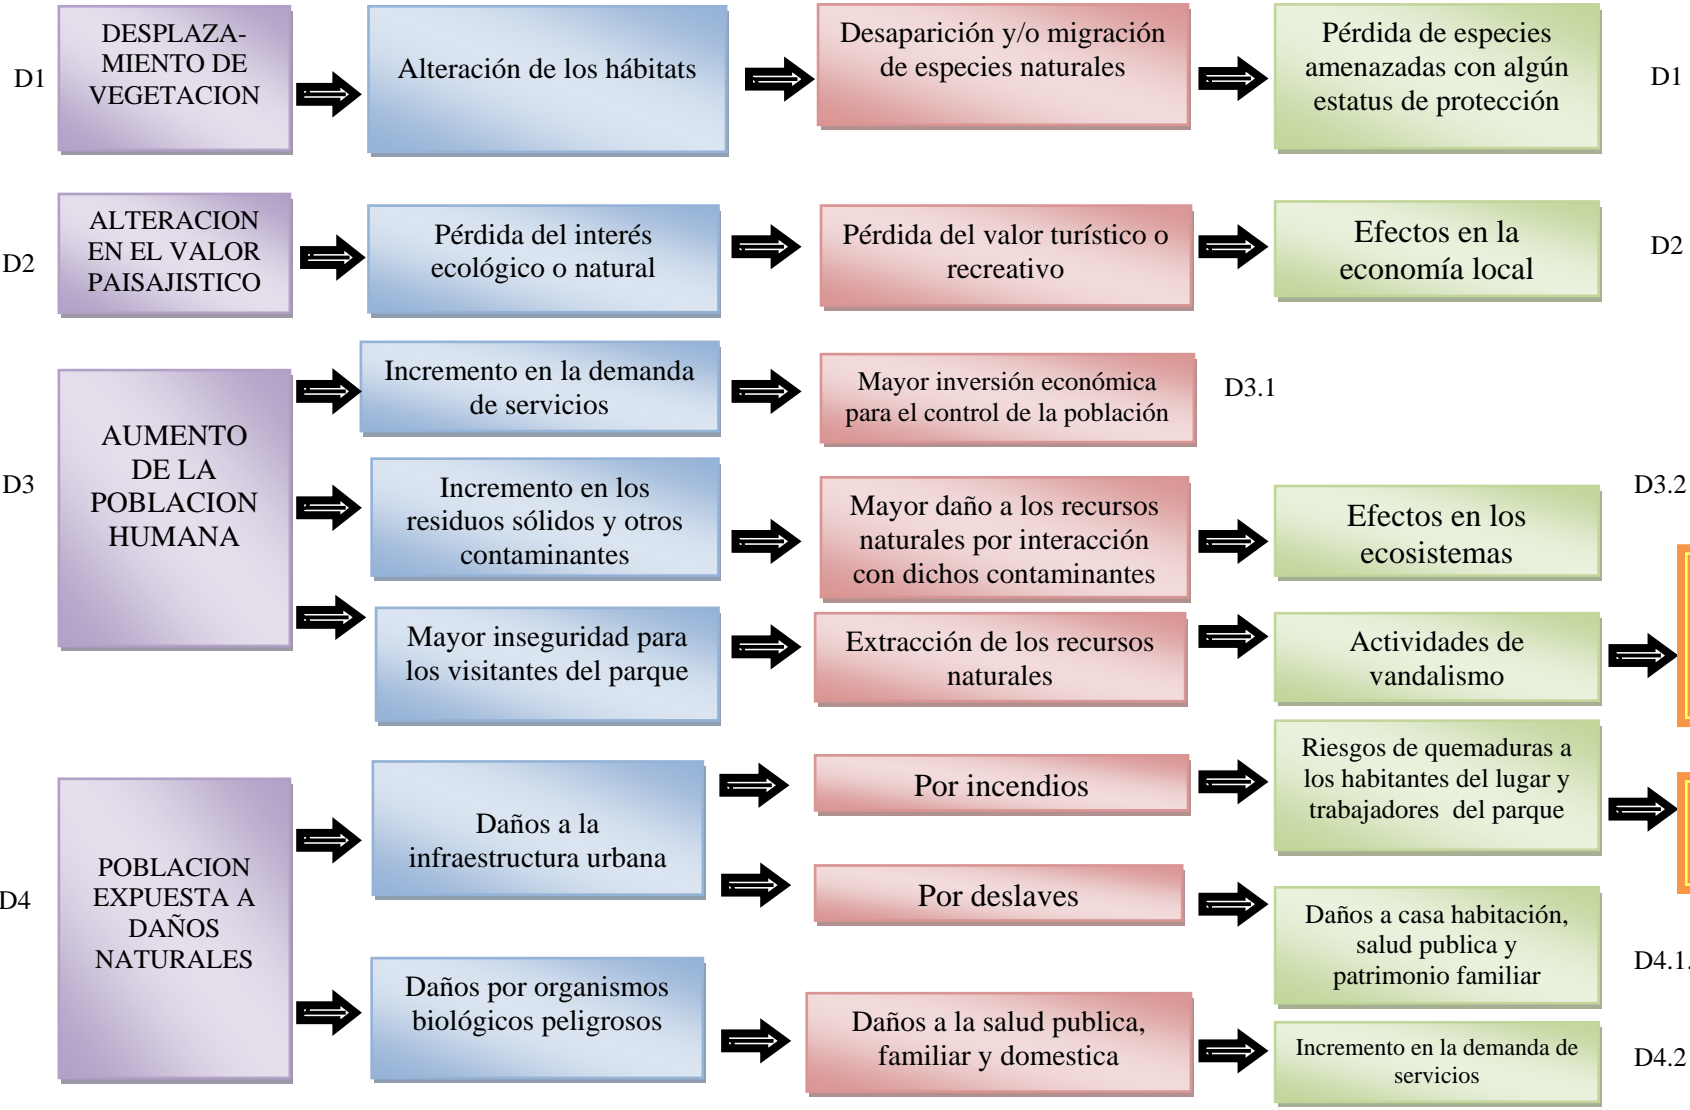 D1
DESPLAZA-
MIENTO DE
VEGETACION
Alteración de los hábitats
Desaparición y/o migración
de especies naturales
Pérdida de especies
amenazadas con algún
estatus de protección
D1
D2
ALTERACION
EN EL VALOR
PAISAJISTICO
Pérdida del interés
ecológico o natural
Pérdida del valor turístico o
recreativo
Efectos en la
economía local
D2
D3
AUMENTO
DE LA
POBLACION
HUMANA
Incremento en la demanda
de servicios
Mayor inversión económica
para el control de la población
D3.1
Incremento en los
residuos sólidos y otros
contaminantes
Mayor daño a los recursos
naturales por interacción
con dichos contaminantes
Efectos en los
ecosistemas
D3.2
Mayor inseguridad para
los visitantes del parque
Extracción de los recursos
naturales
Actividades de
vandalismo
D4
POBLACION
EXPUESTA A
DAÑOS
NATURALES
Daños a la
infraestructura urbana
Por incendios
Riesgos de quemaduras a
los habitantes del lugar y
trabajadores del parque
Por deslaves
Daños a casa habitación,
salud publica y
patrimonio familiar
D4.1.
Daños por organismos
biológicos peligrosos
Daños a la salud publica,
familiar y domestica
Incremento en la demanda de
servicios
D4.2